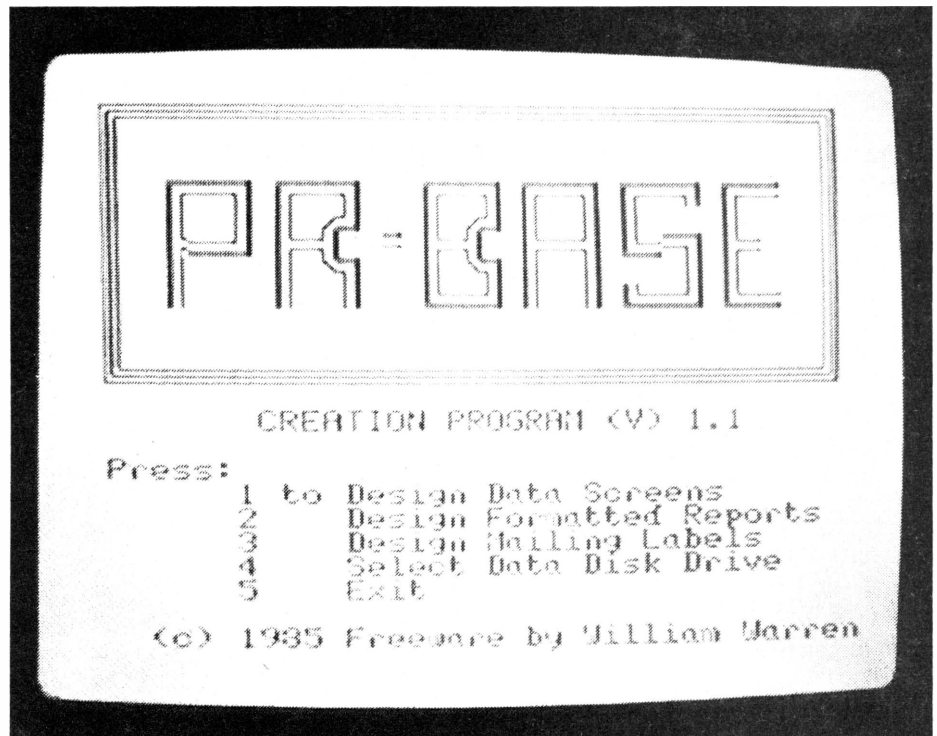 PR-BASE
CREATION PROGRAM (V) 1.1
Press:
1 to Design Data Screens
2 Design Formatted Reports
3 Design Mailing Labels
4 Select Data Disk Drive
5 Exit
(c) 1985 Freeware by William Warren